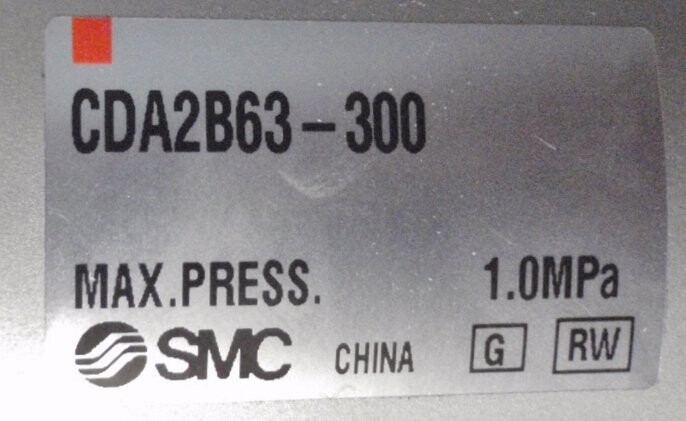 CDA2B63-300
MAX.PRESS. 1.0MPa
SMC CHINA G RW